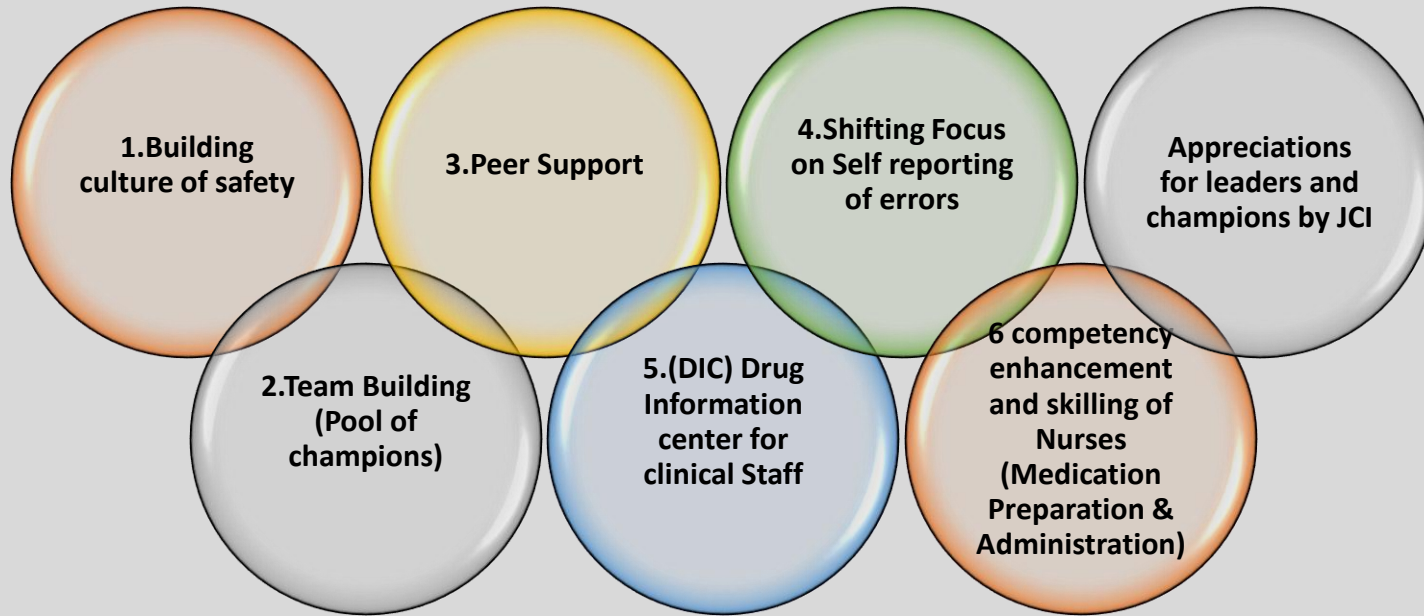 1.Building
culture of safety
2.Team Building
(Pool of
champions)
3.Peer Support
4.Shifting Focus
on Self reporting
of errors
5.(DIC) Drug
Information
center for
clinical Staff
6 competency
enhancement
and skilling of
Nurses
(Medication
Preparation &
Administration)
Appreciations
for leaders and
champions by JCI